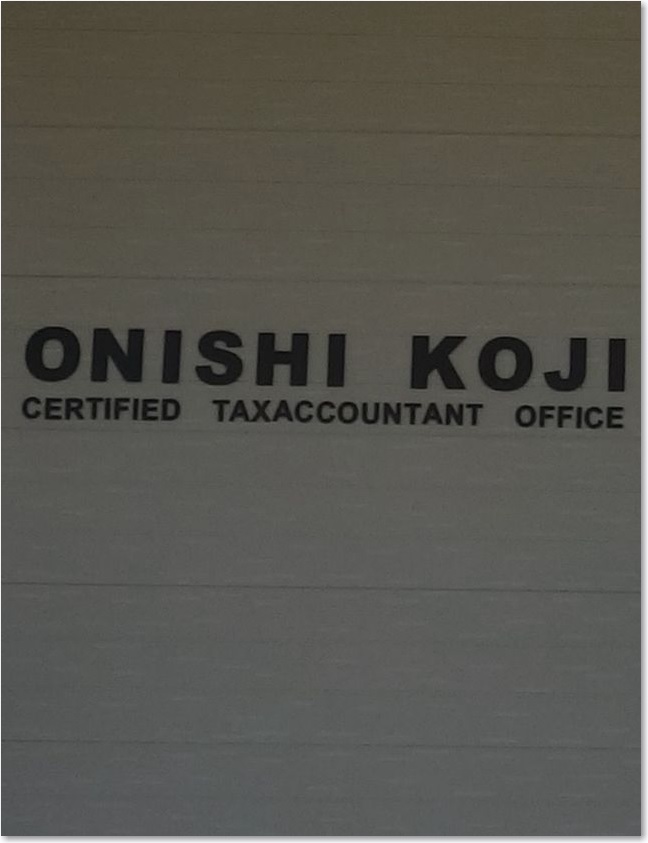 ONISHI KOJI
CERTIFIED TAXACCOUNTANT OFFICE